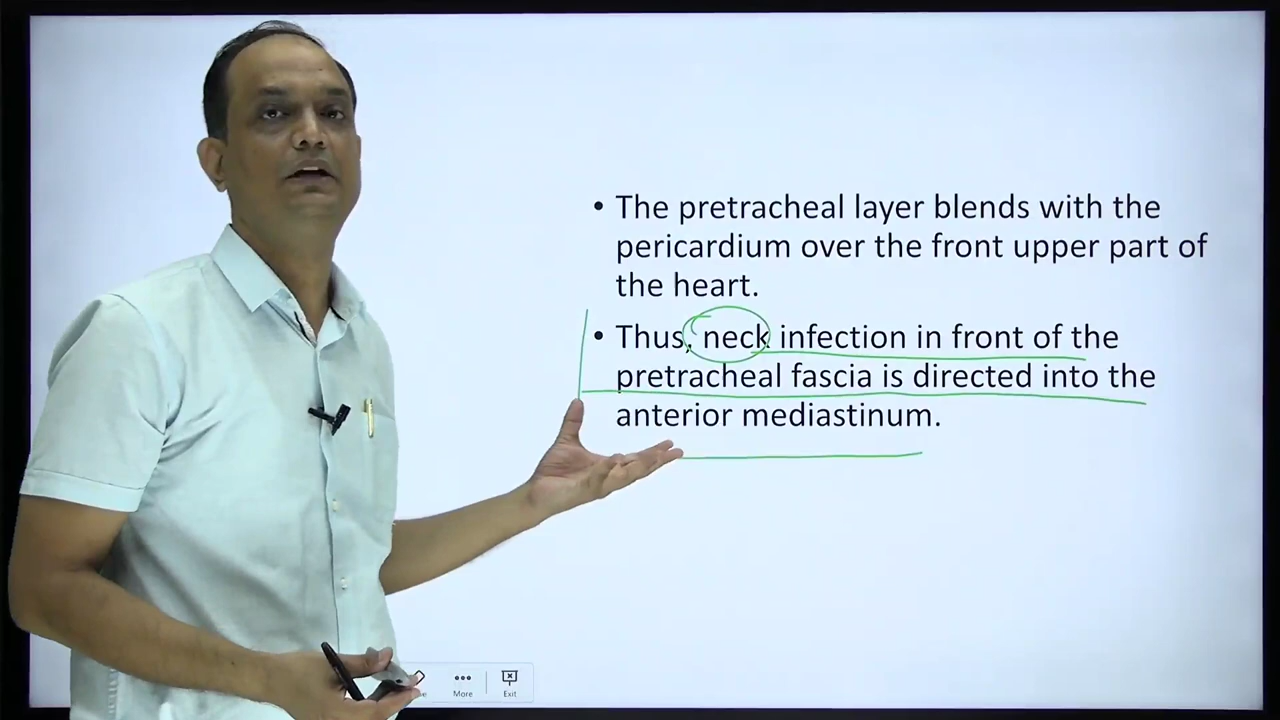 • The pretracheal layer blends with the
pericardium over the front upper part of
the heart.
• Thus, neck infection in front of the
pretracheal fascia is directed into the
anterior mediastinum.
More
Exit